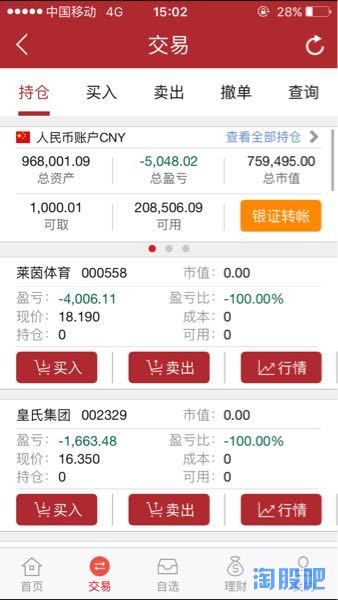 中国移动 4G 15:02 28%
交易
持仓 买入 卖出 撤单 查询
人民币账户CNY 查看全部持仓
968,001.09 -5,048.02 759,495.00
总资产 总盈亏 总市值
1,000.01 208,506.09 银证转帐
可取 可用
莱茵体育 000558 市值: 0.00
盈亏: -4,006.11 盈亏比: -100.00%
现价: 18.190 成本: 0
持仓: 0 可用: 0
买入 卖出 行情
皇氏集团 002329 市值: 0.00
盈亏: -1,663.48 盈亏比: -100.00%
现价: 16.350 成本: 0
持仓: 0 可用: 0
买入 卖出 行情
首页 交易 自选 理财
淘股吧